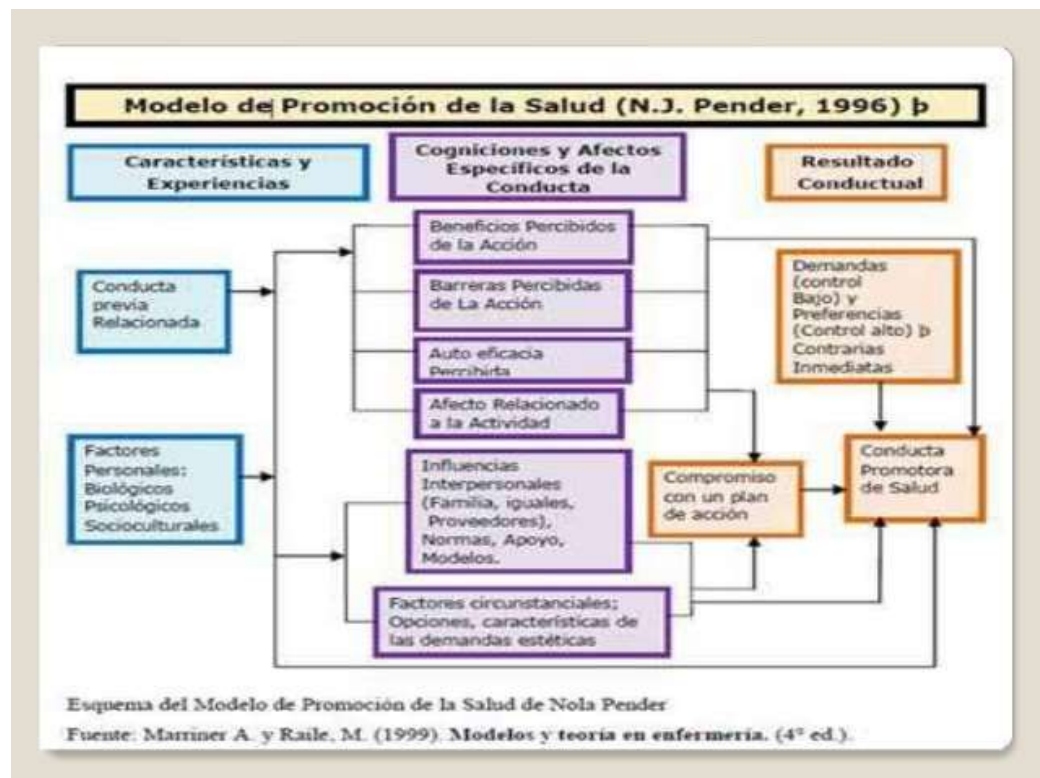 Modelo de Promoción de la Salud (N.J. Pender, 1996) þ
Características y
Experiencias
Cogniciones y Afectos
Específicos de la
Conducta
Resultado
Conductual
Conducta
previa
Relacionada
Factores
Personales:
Biológicos
Psicológicos
Socioculturales
Beneficios Percibidos
de la Acción
Barreras Percibidas
de La Acción
Auto eficacia
Percibida
Afecto Relacionado
a la Actividad
Influencias
Interpersonales
(Familia, iguales,
Proveedores),
Normas, Apoyo,
Modelos.
Factores circunstanciales;
Opciones, características de
las demandas estéticas
Demandas
(control
Bajo) y
Preferencias
(Control alto) þ
Contrarias
Inmediatas
Compromiso
con un plan
de acción
Conducta
Promotora
de Salud
Esquema del Modelo de Promoción de la Salud de Nola Pender
Fuente: Marriner A. y Raile, M. (1999). Modelos y teoría en enfermería. (4° ed.).